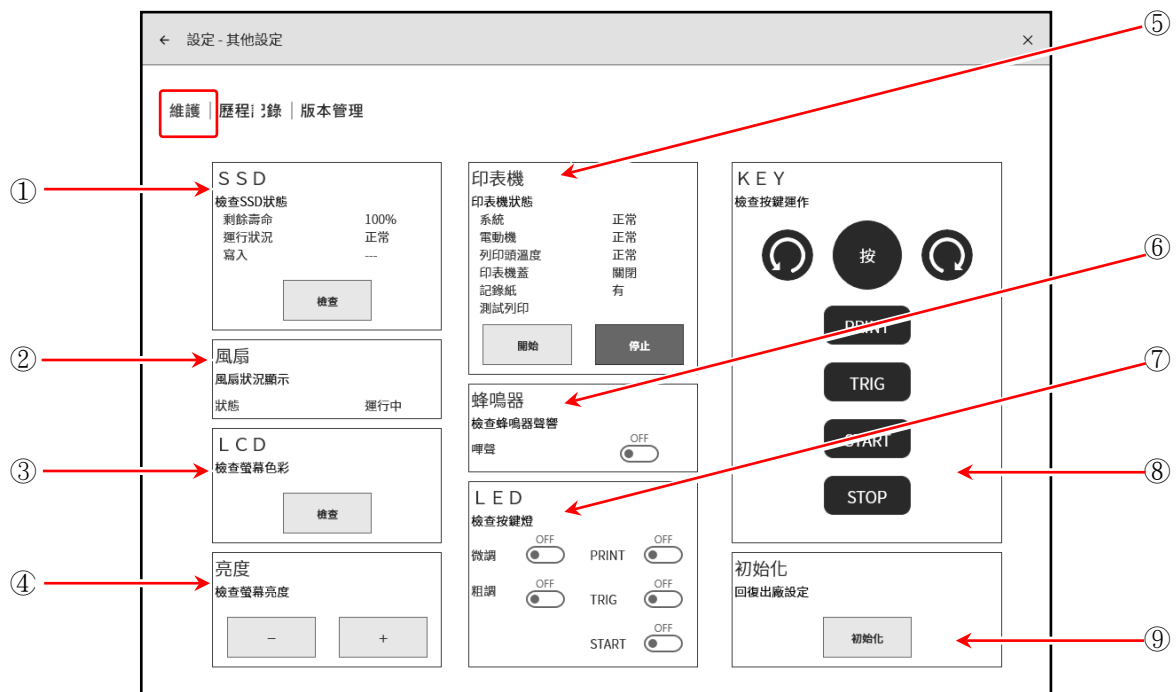 ← 設定 - 其他設定 ×
維護 | 歷程記錄 | 版本管理
①
SSD
檢查SSD狀態
剩餘壽命 100%
運行狀況 正常
寫入 ---
檢查
②
風扇
風扇狀況顯示
狀態 運行中
③
LCD
檢查螢幕色彩
檢查
④
亮度
檢查螢幕亮度
− +
⑤
印表機
印表機狀態
系統 正常
電動機 正常
列印頭溫度 正常
印表機蓋 關閉
記錄紙 有
測試列印
開始 停止
⑥
蜂鳴器
檢查蜂鳴器聲響
嗶聲 OFF
⑦
LED
檢查按鍵燈
微調 OFF PRINT OFF
粗調 OFF TRIG OFF
START OFF
KEY
檢查按鍵運作
按
PRINT
TRIG
START
STOP
⑧
初始化
回復出廠設定
初始化
⑨